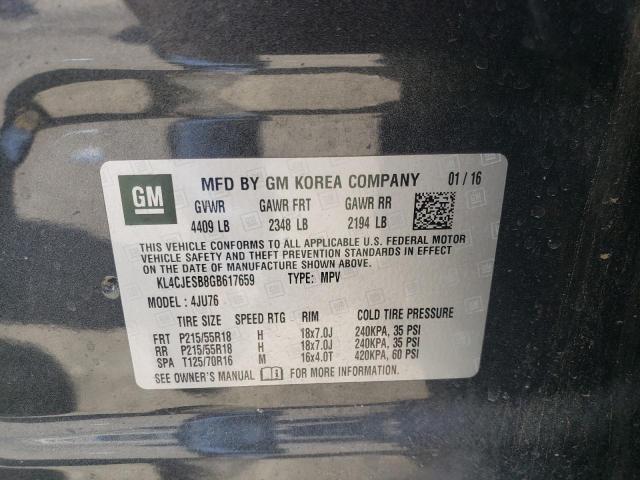 GM
MFD BY GM KOREA COMPANY 01 / 16
GVWR GAWR FRT GAWR RR
4409 LB 2348 LB 2194 LB
THIS VEHICLE CONFORMS TO ALL APPLICABLE U.S. FEDERAL MOTOR
VEHICLE SAFETY AND THEFT PREVENTION STANDARDS IN EFFECT
ON THE DATE OF MANUFACTURE SHOWN ABOVE.
KL4CJESB8GB617659 TYPE: MPV
MODEL : 4JU76
TIRE SIZE SPEED RTG RIM COLD TIRE PRESSURE
FRT P215/55R18 H 18x7.0J 240KPA, 35 PSI
RR P215/55R18 H 18x7.0J 240KPA, 35 PSI
SPA T125/70R16 M 16x4.0T 420KPA, 60 PSI
SEE OWNER'S MANUAL FOR MORE INFORMATION.